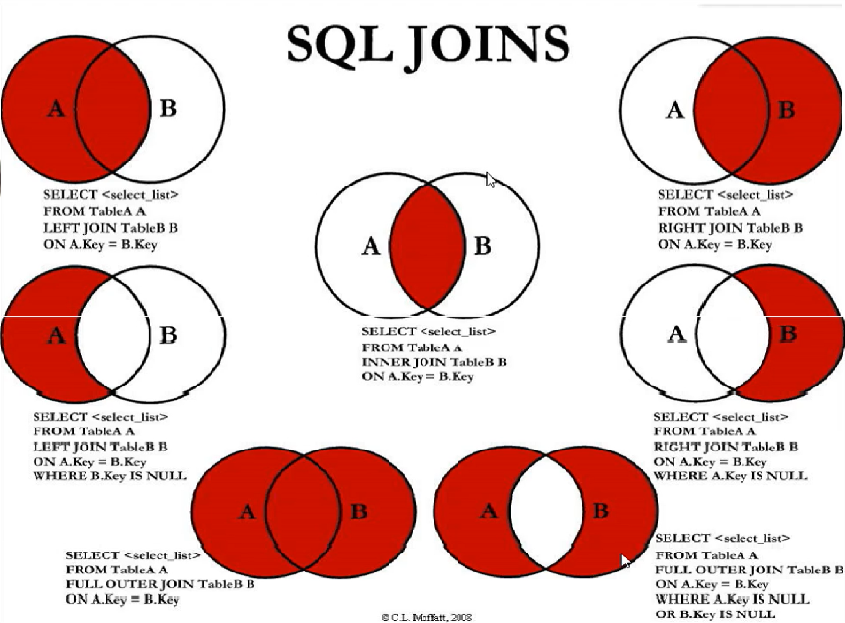 SQL JOINS
A B
SELECT <select_list>
FROM TableA A
LEFT JOIN TableB B
ON A.Key = B.Key
A B
SELECT <select_list>
FROM TableA A
RIGHT JOIN TableB B
ON A.Key = B.Key
A B
SELECT <select_list>
FROM TableA A
INNER JOIN TableB B
ON A.Key = B.Key
A B
SELECT <select_list>
FROM TableA A
LEFT JOIN TableB B
ON A.Key = B.Key
WHERE B.Key IS NULL
A B
SELECT <select_list>
FROM TableA A
RIGHT JOIN TableB B
ON A.Key = B.Key
WHERE A.Key IS NULL
A B
SELECT <select_list>
FROM TableA A
FULL OUTER JOIN TableB B
ON A.Key = B.Key
A B
SELECT <select_list>
FROM TableA A
FULL OUTER JOIN TableB B
ON A.Key = B.Key
WHERE A.Key IS NULL
OR B.Key IS NULL
© C.L. Moffatt, 2008